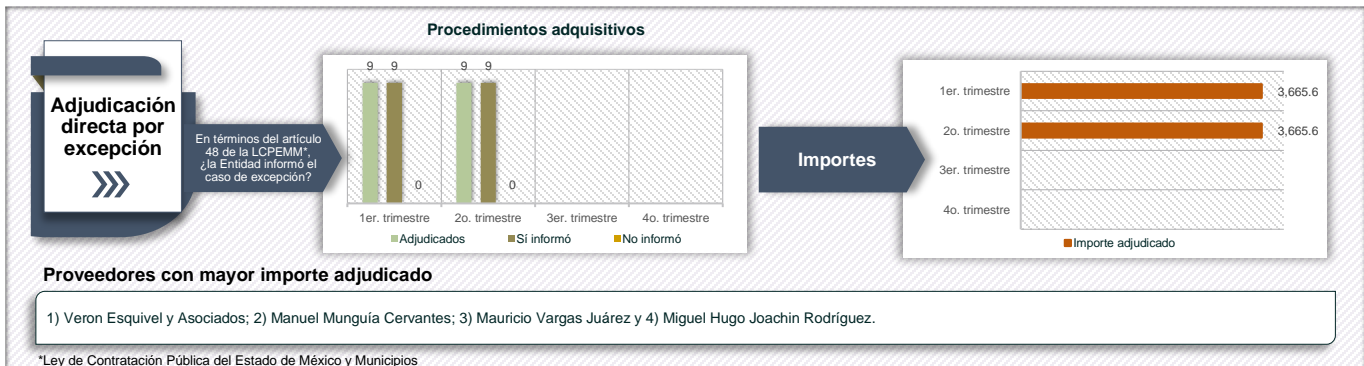 Procedimientos adquisitivos
Adjudicación
directa por
excepción
En términos del artículo
48 de la LCPEMM*,
¿la Entidad informó el
caso de excepción?
9 9 0
9 9 0
1er. trimestre 2o. trimestre 3er. trimestre 4o. trimestre
Adjudicados Sí informó No informó
Importes
1er. trimestre 3,665.6
2o. trimestre 3,665.6
3er. trimestre
4o. trimestre
Importe adjudicado
Proveedores con mayor importe adjudicado
1) Veron Esquivel y Asociados; 2) Manuel Munguía Cervantes; 3) Mauricio Vargas Juárez y 4) Miguel Hugo Joachin Rodríguez.
*Ley de Contratación Pública del Estado de México y Municipios